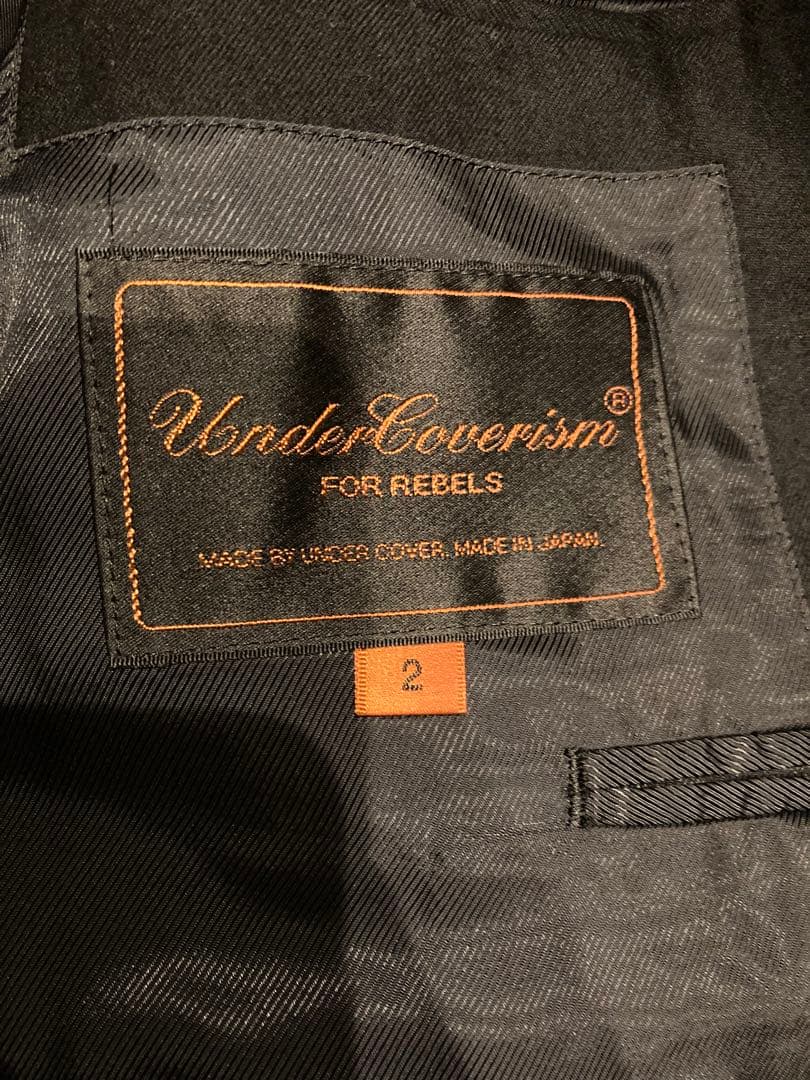 UnderCoverism®
FOR REBELS
MADE BY UNDER COVER. MADE IN JAPAN.
2